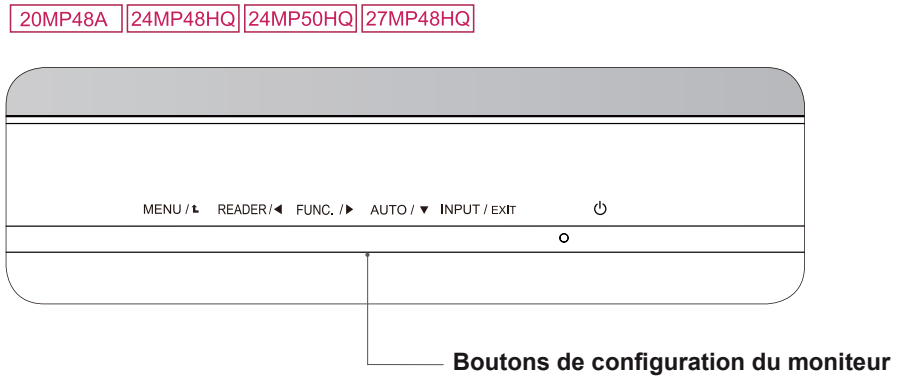 20MP48A 24MP48HQ 24MP50HQ 27MP48HQ
MENU / READER/◀ FUNC. /▶ AUTO / ▼ INPUT / EXIT
Boutons de configuration du moniteur